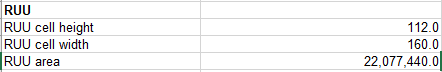 RUU
RUU cell height 112.0
RUU cell width 160.0
RUU area 22,077,440.0